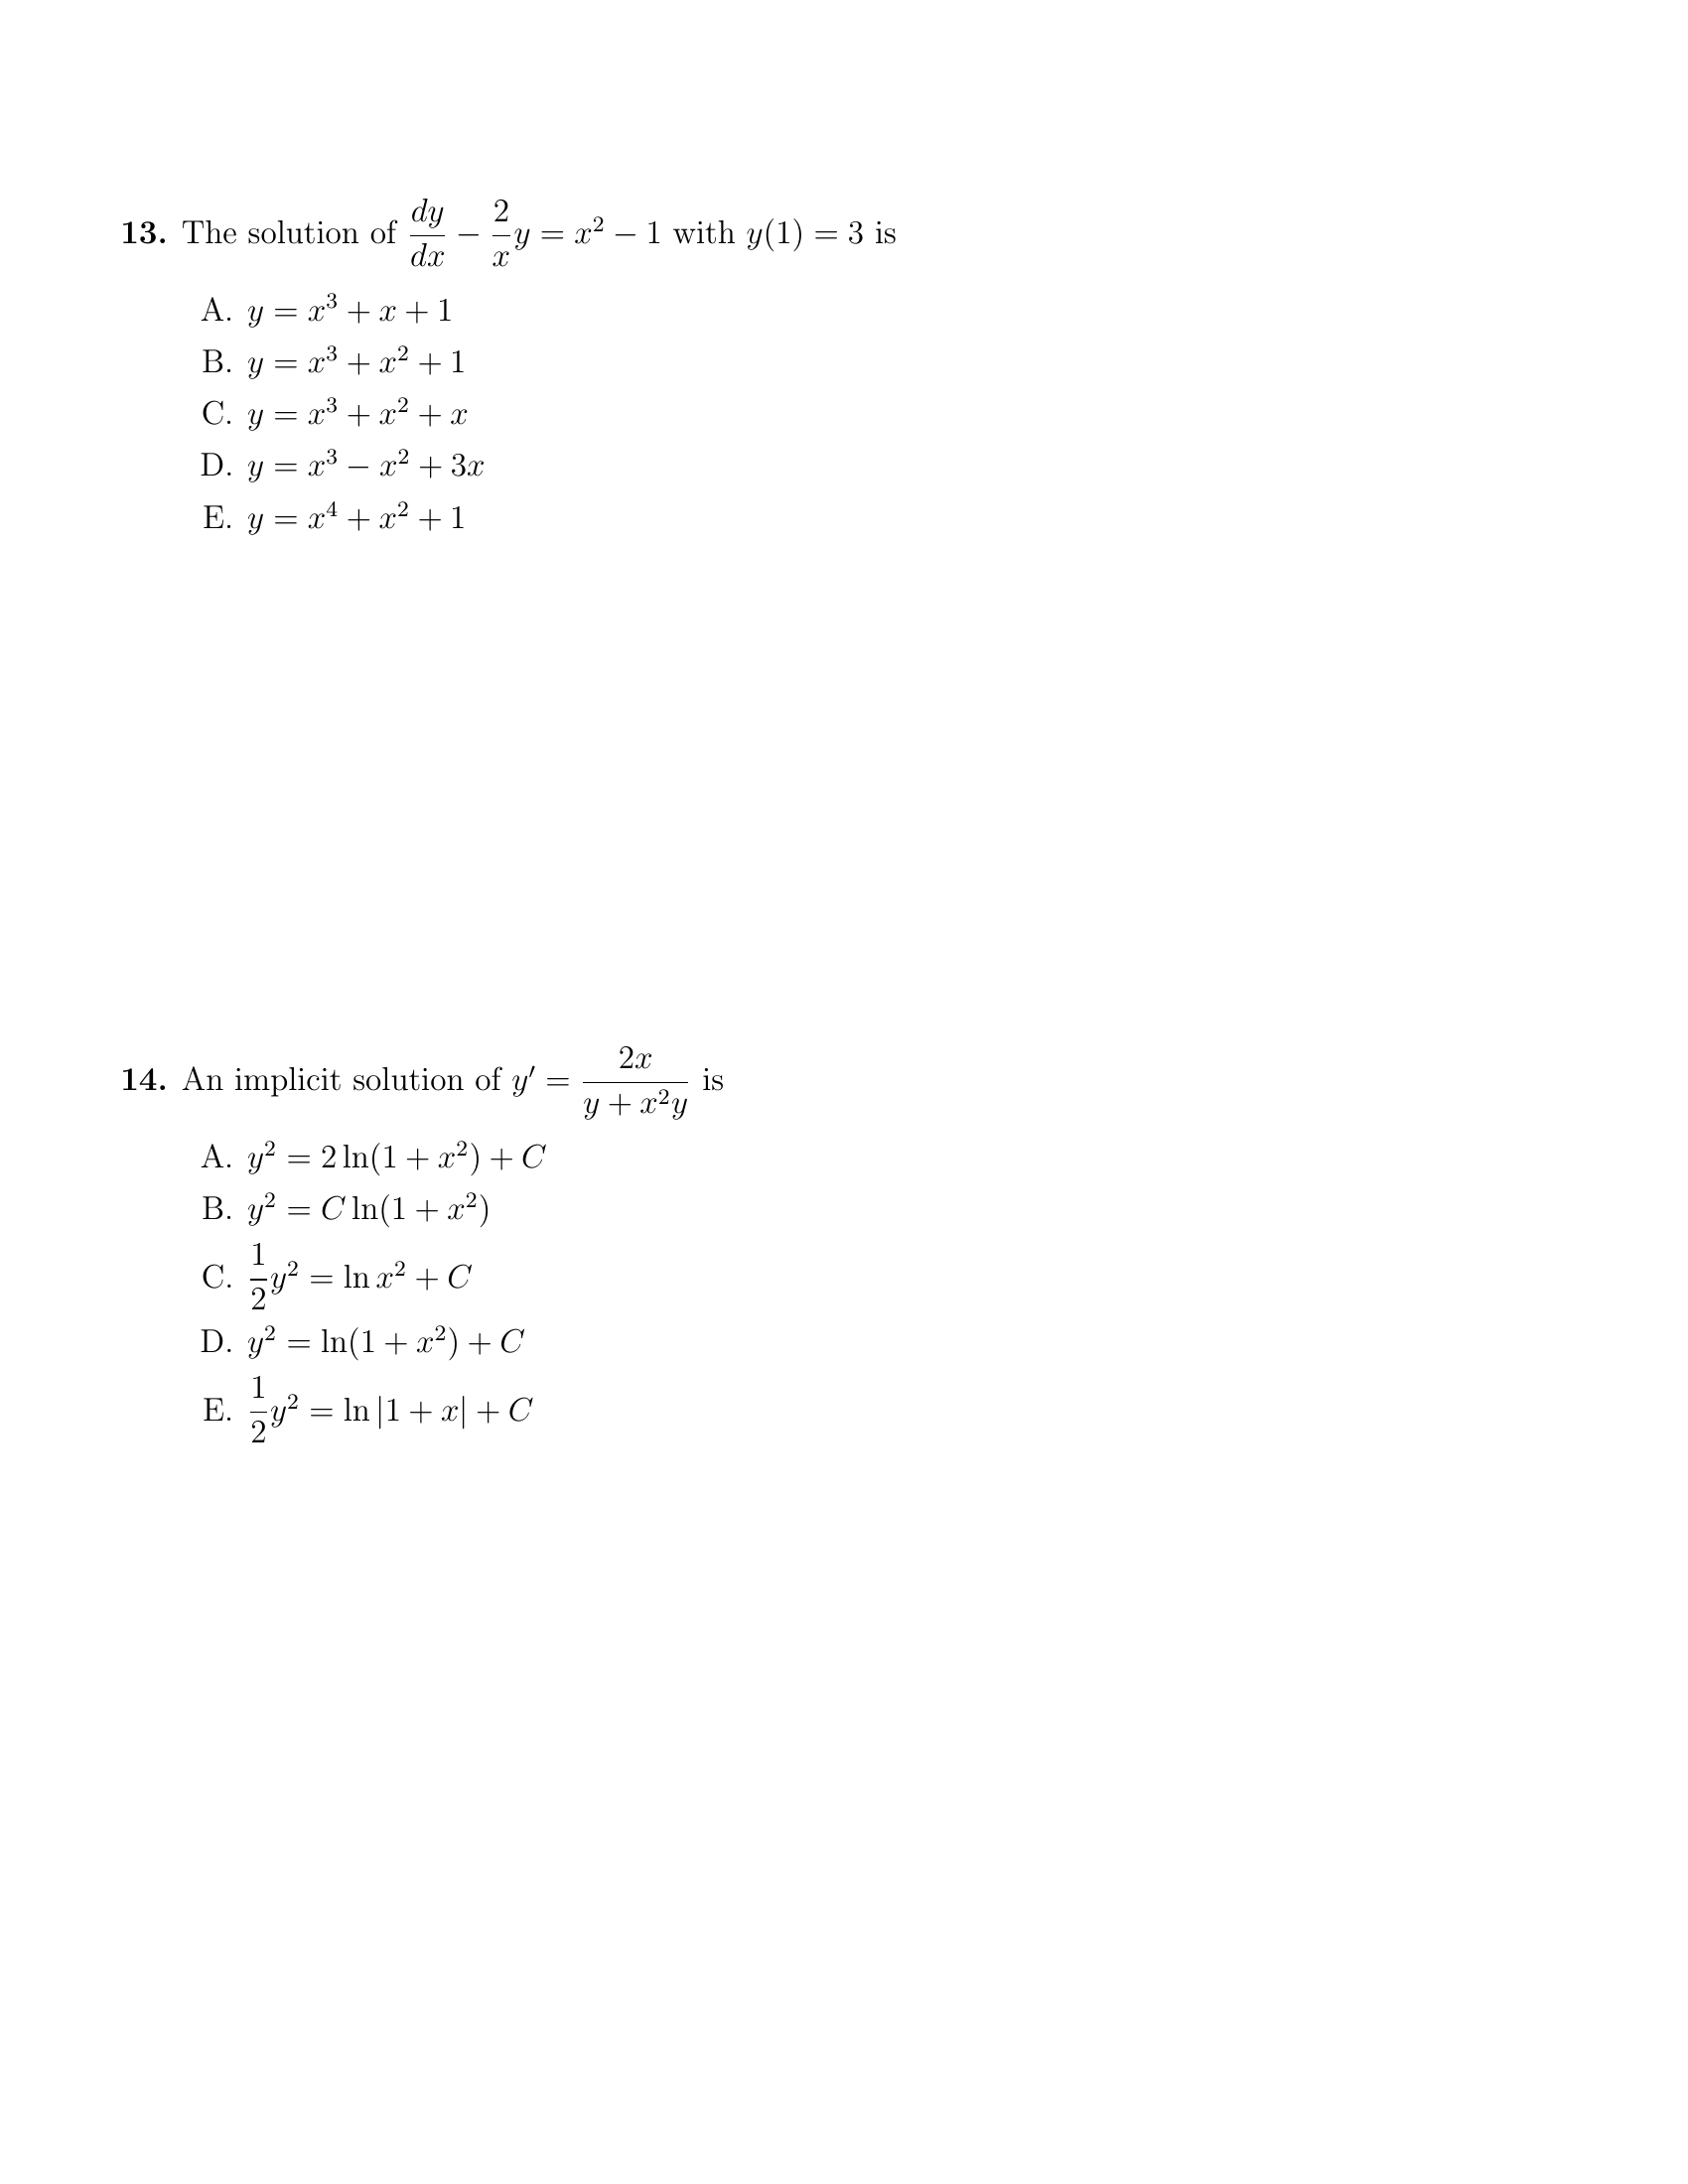 13. The solution of \frac{dy}{dx} − \frac{2}{x}y = x^2 − 1 with y(1) = 3 is
A. y = x^3 + x + 1
B. y = x^3 + x^2 + 1
C. y = x^3 + x^2 + x
D. y = x^3 − x^2 + 3x
E. y = x^4 + x^2 + 1
14. An implicit solution of y′ = \frac{2x}{y + x^2y} is
A. y^2 = 2 ln(1 + x^2) + C
B. y^2 = C ln(1 + x^2)
C. \frac{1}{2}y^2 = ln x^2 + C
D. y^2 = ln(1 + x^2) + C
E. \frac{1}{2}y^2 = ln |1 + x| + C